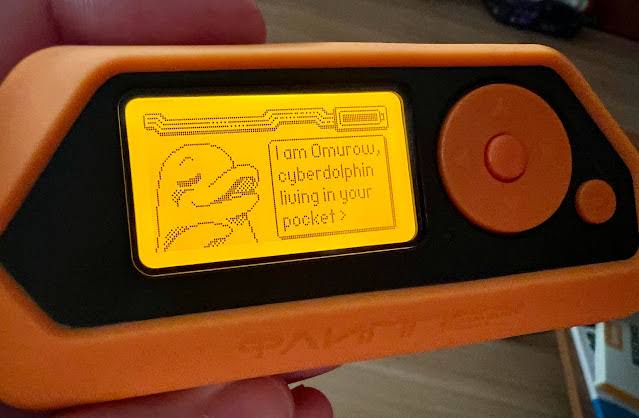 I am Omurow,
cyberdolphin
living in your
pocket >